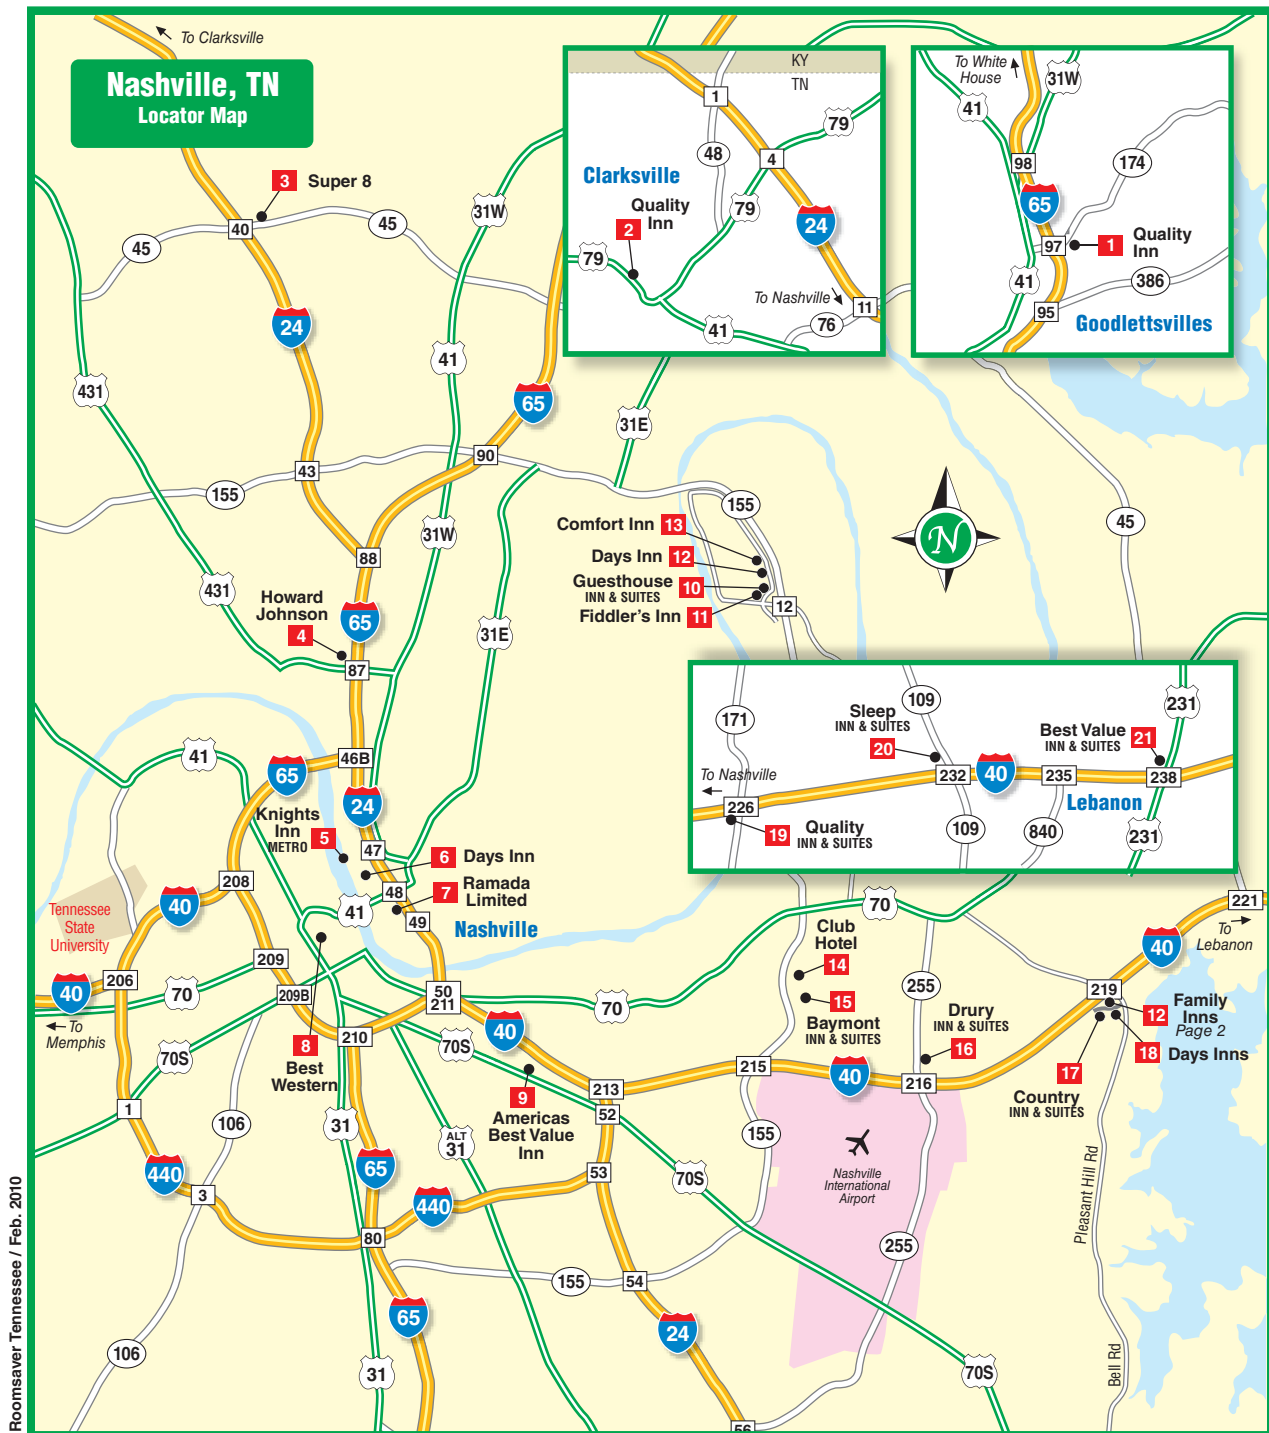 To Clarksville
Nashville, TN
Locator Map
3 Super 8
40
45
45
24
431
31W
41
65
31E
43
155
90
88
31W
431
Howard
Johnson
4
65
87
31E
KY
TN
1
79
48
4
Clarksville
Quality
Inn
2
79
79
24
To Nashville
11
76
41
To White
House
31W
41
98
174
65
97
1 Quality
Inn
41
386
95
Goodlettsvilles
155
45
N
Comfort Inn 13
Days Inn 12
Guesthouse 10
INN & SUITES
Fiddler's Inn 11
12
171
109
231
Sleep
INN & SUITES
20
Best Value 21
INN & SUITES
To Nashville
232
40
235
238
226
Lebanon
19 Quality
INN & SUITES
109
840
231
41
65
46B
24
Knights
Inn
METRO
5
47
6 Days Inn
208
48
7 Ramada
Limited
40
41
49
Nashville
Tennessee
State
University
209
206
40
70
209B
50
211
To
Memphis
70
70
221
To
Lebanon
40
Club
Hotel
14
15
Baymont
INN & SUITES
255
219
12 Family
Inns
Page 2
18 Days Inns
17
Country
INN & SUITES
Drury
INN & SUITES
16
210
40
70S
70S
8
Best
Western
9
Americas
Best Value
Inn
213
215
40
216
52
1
106
31
ALT
31
155
Nashville
International
Airport
440
65
53
70S
3
440
80
255
Pleasant Hill Rd
155
54
65
24
106
31
70S
Bell Rd
56
Roomsaver Tennessee / Feb. 2010